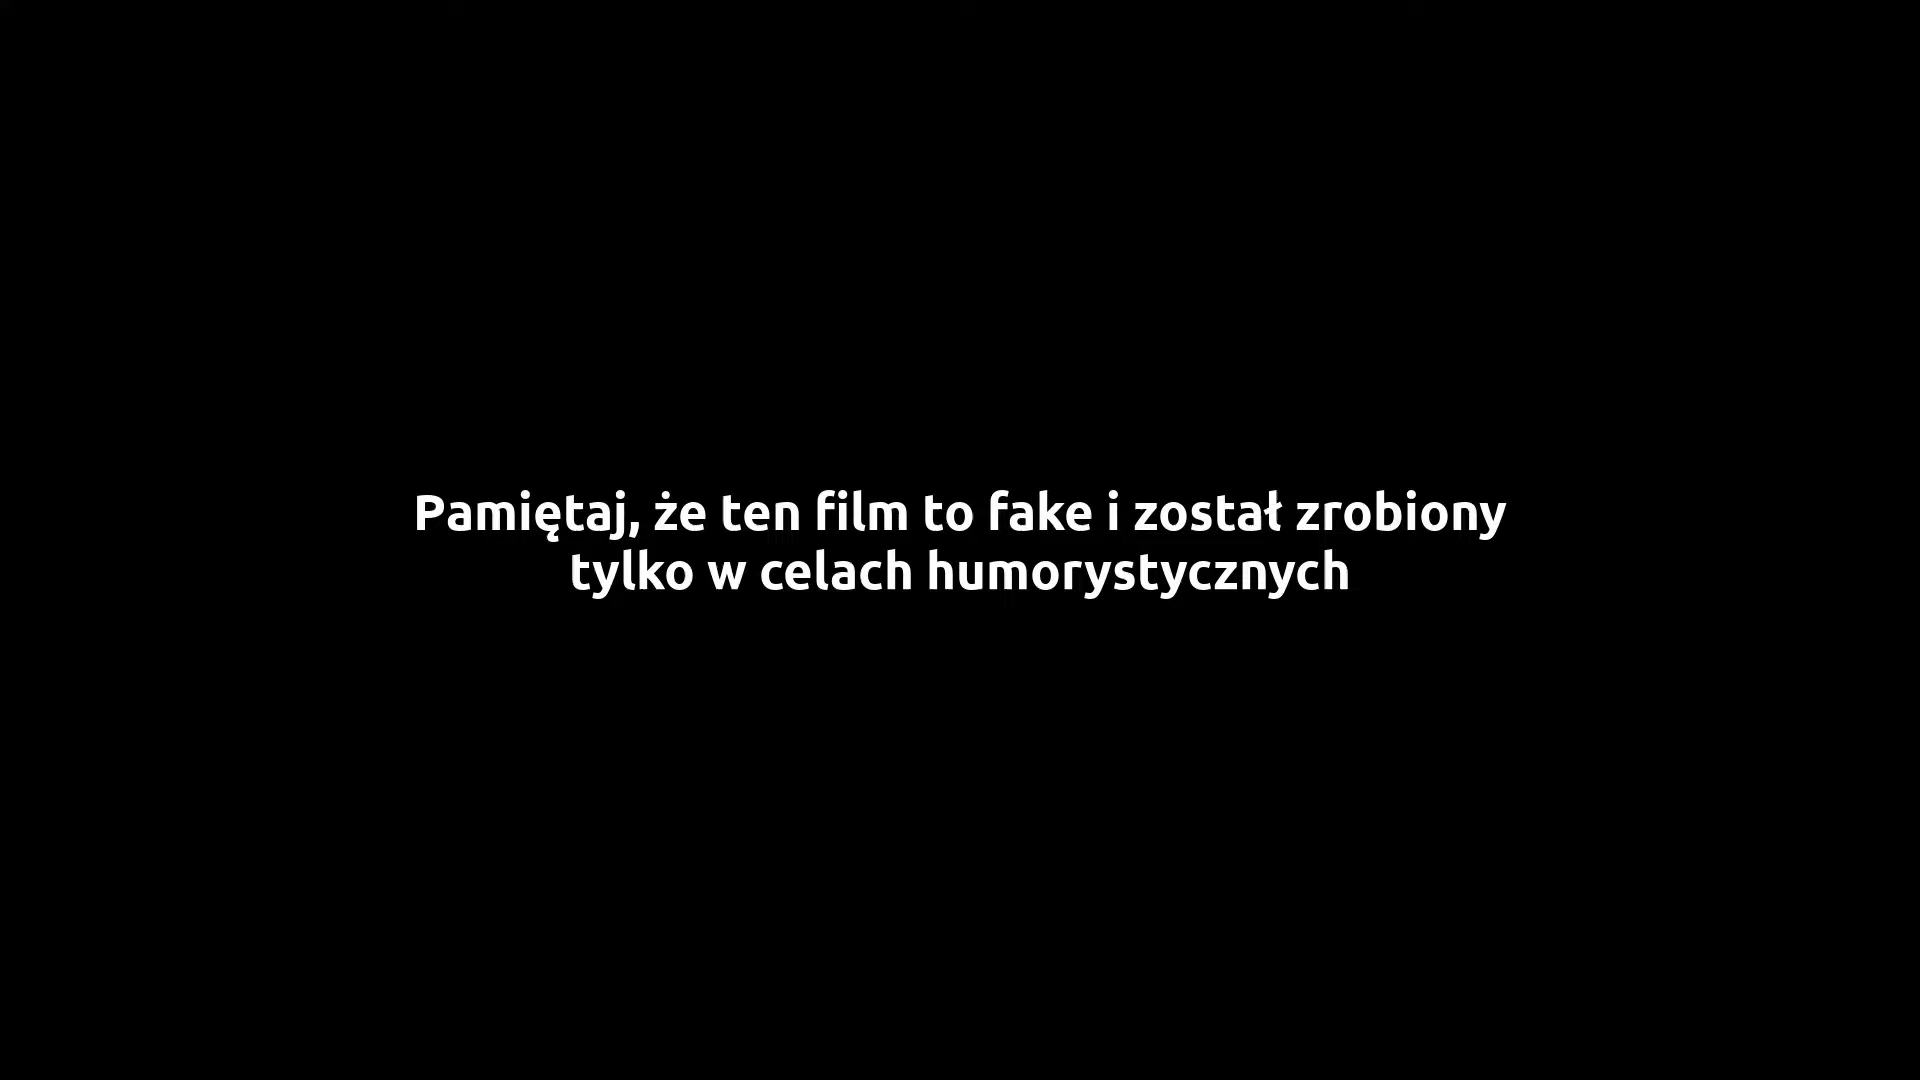 Pamiętaj, że ten film to fake i został zrobiony
tylko w celach humorystycznych